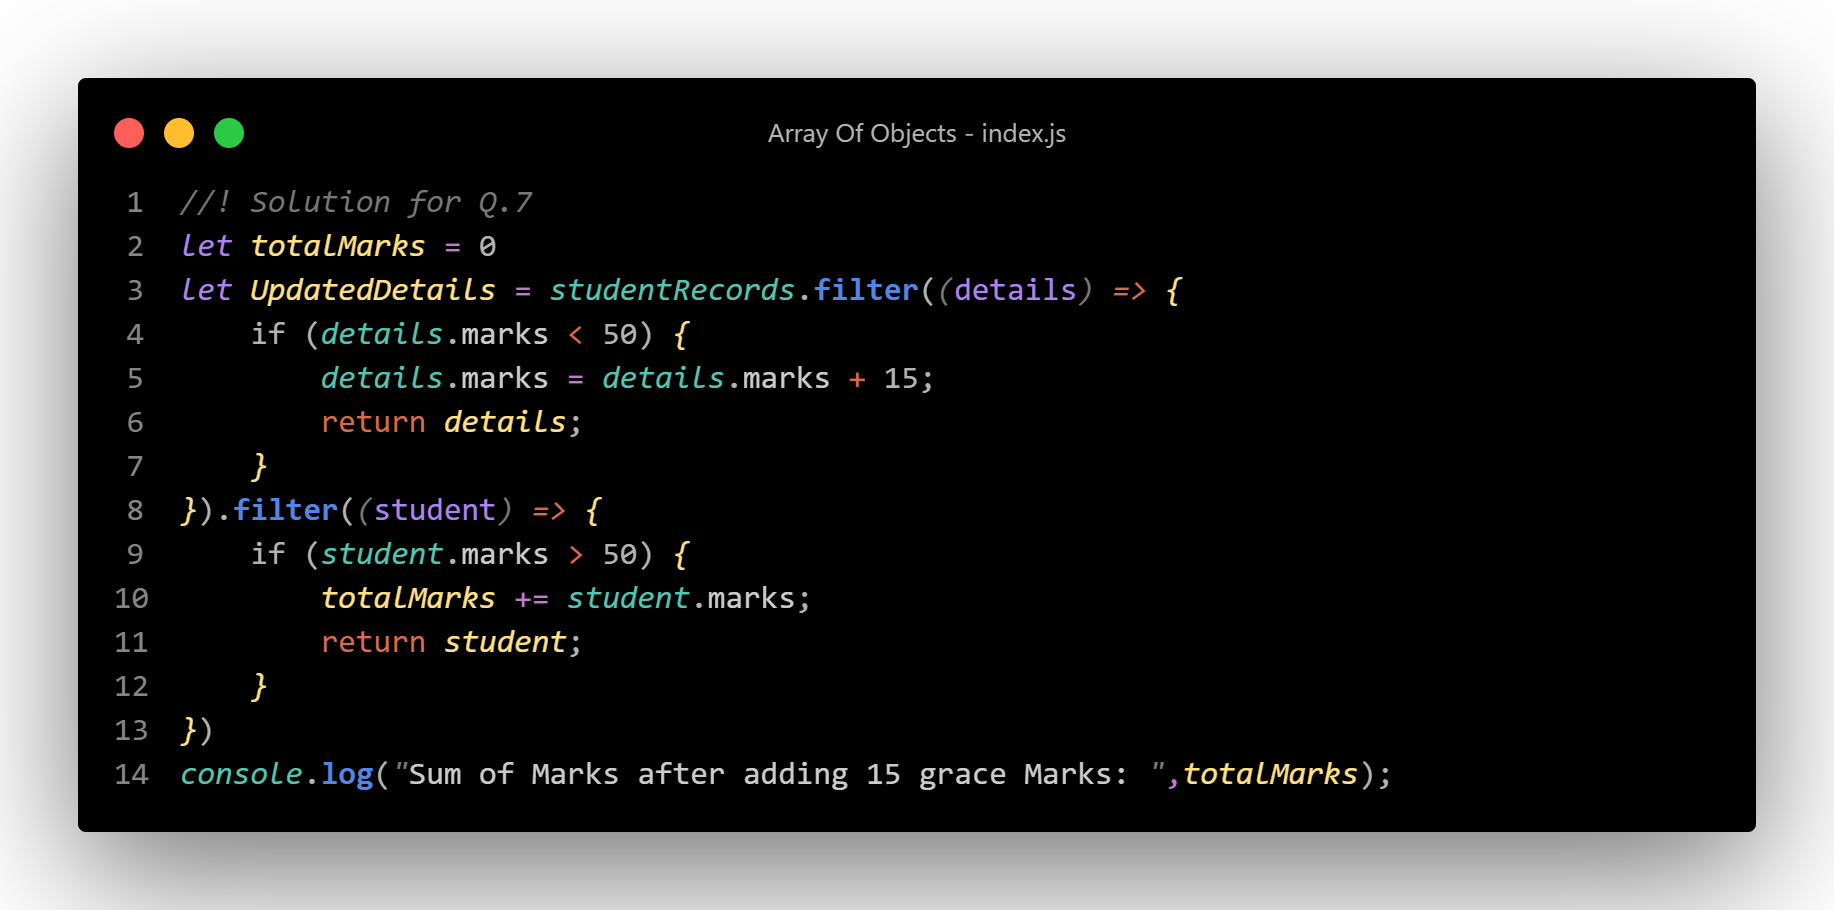 Array Of Objects - index.js
1 //! Solution for Q.7
2 let totalMarks = 0
3 let UpdatedDetails = studentRecords.filter((details) => {
4     if (details.marks < 50) {
5         details.marks = details.marks + 15;
6         return details;
7     }
8 }).filter((student) => {
9     if (student.marks > 50) {
10         totalMarks += student.marks;
11         return student;
12     }
13 })
14 console.log("Sum of Marks after adding 15 grace Marks: ",totalMarks);